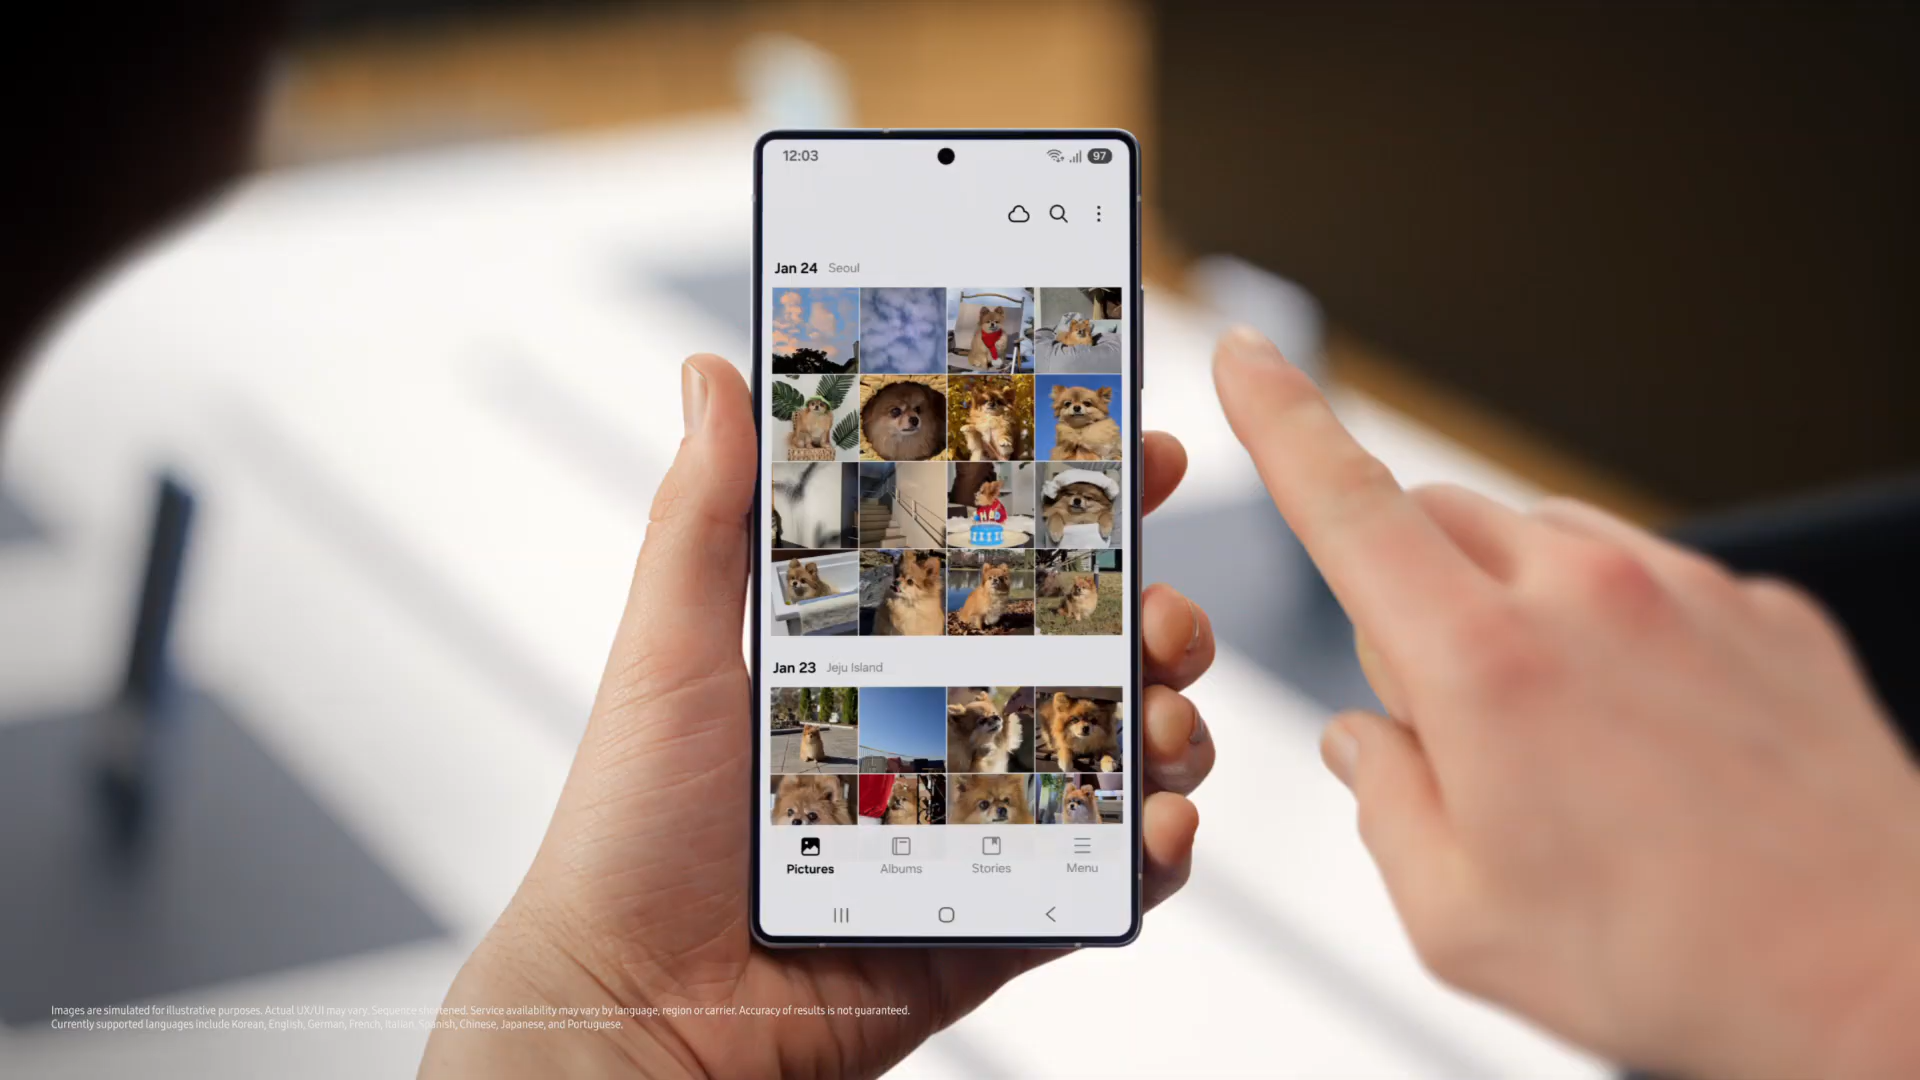 12:03
97
Jan 24 Seoul
Jan 23 Jeju Island
Pictures Albums Stories Menu
Images are simulated for illustrative purposes. Actual UX/UI may vary. Sequence shortened. Service availability may vary by language, region or carrier. Accuracy of results is not guaranteed.
Currently supported languages include Korean, English, German, French, Italian, Spanish, Chinese, Japanese, and Portuguese.